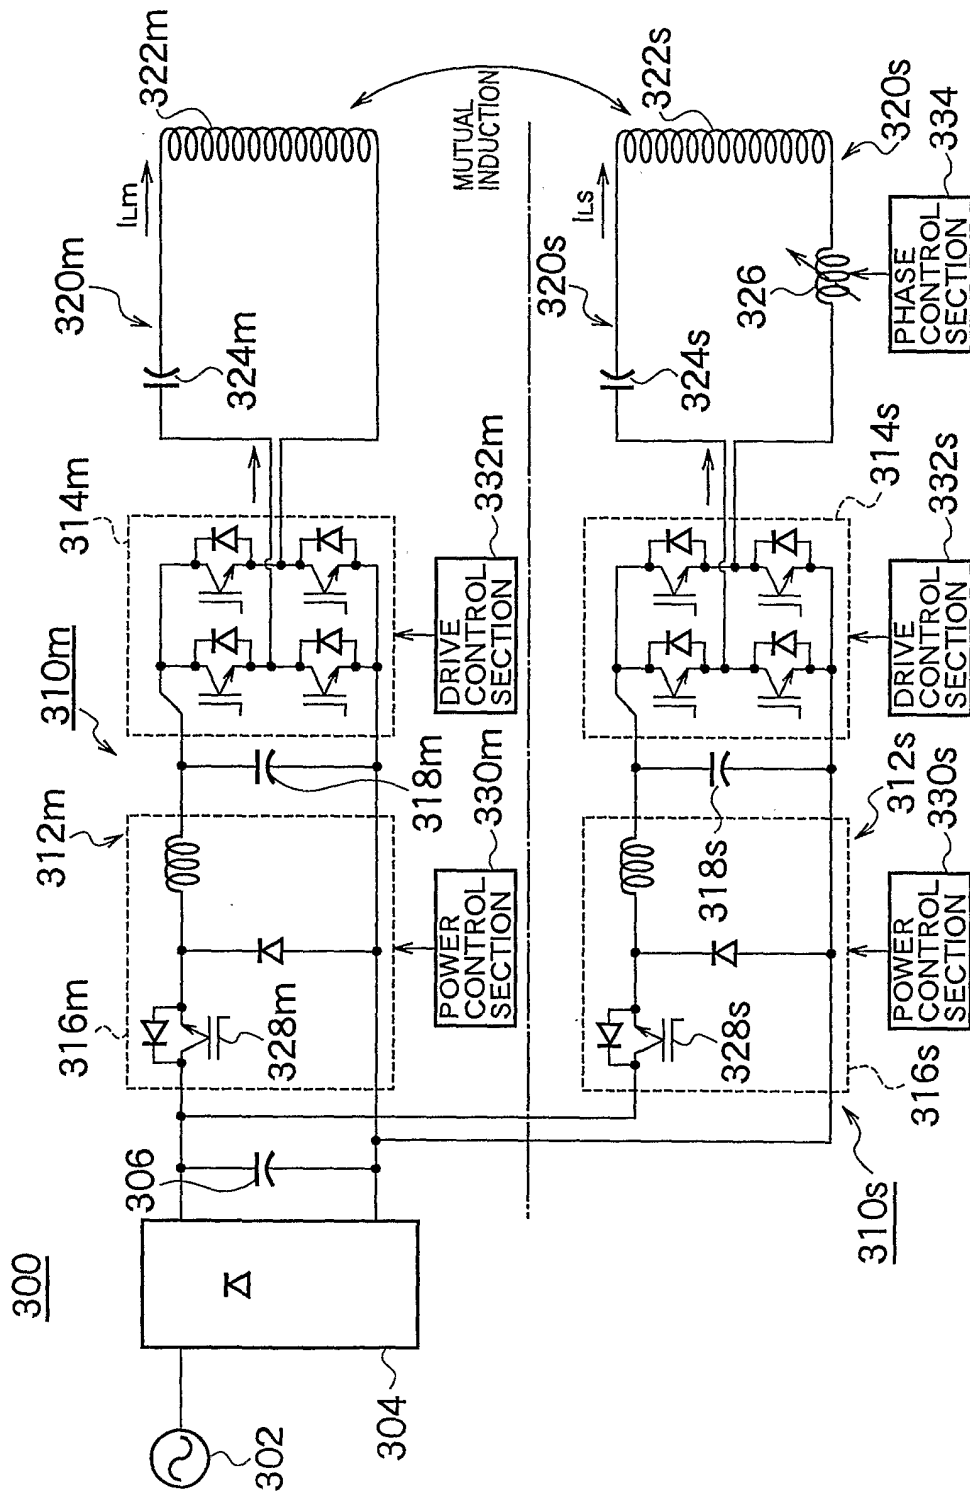 300
302
304
306
310m
312m
316m
328m
318m
314m
320m
324m
ILm
322m
POWER
CONTROL
SECTION
330m
DRIVE
CONTROL
SECTION
332m
MUTUAL
INDUCTION
310s
316s
328s
318s
312s
314s
320s
324s
ILs
322s
326
320s
POWER
CONTROL
SECTION
330s
DRIVE
CONTROL
SECTION
332s
PHASE
CONTROL
SECTION
334